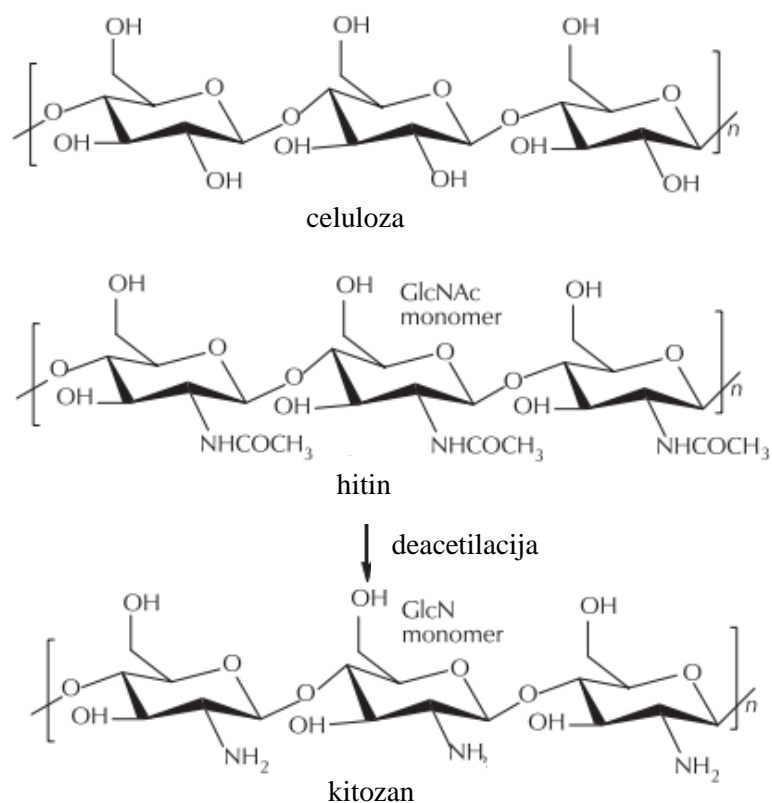 OH OH OH
O O O O O O
OH OH OH n
OH OH OH
celuloza
OH OH GlcNAc OH
monomer
O O O O O O
OH OH OH n
NHCOCH₃ NHCOCH₃ NHCOCH₃
hitin
deacetilacija
OH OH GlcN OH
monomer
O O O O O O
OH OH OH n
NH₂ NH₂ NH₂
kitozan